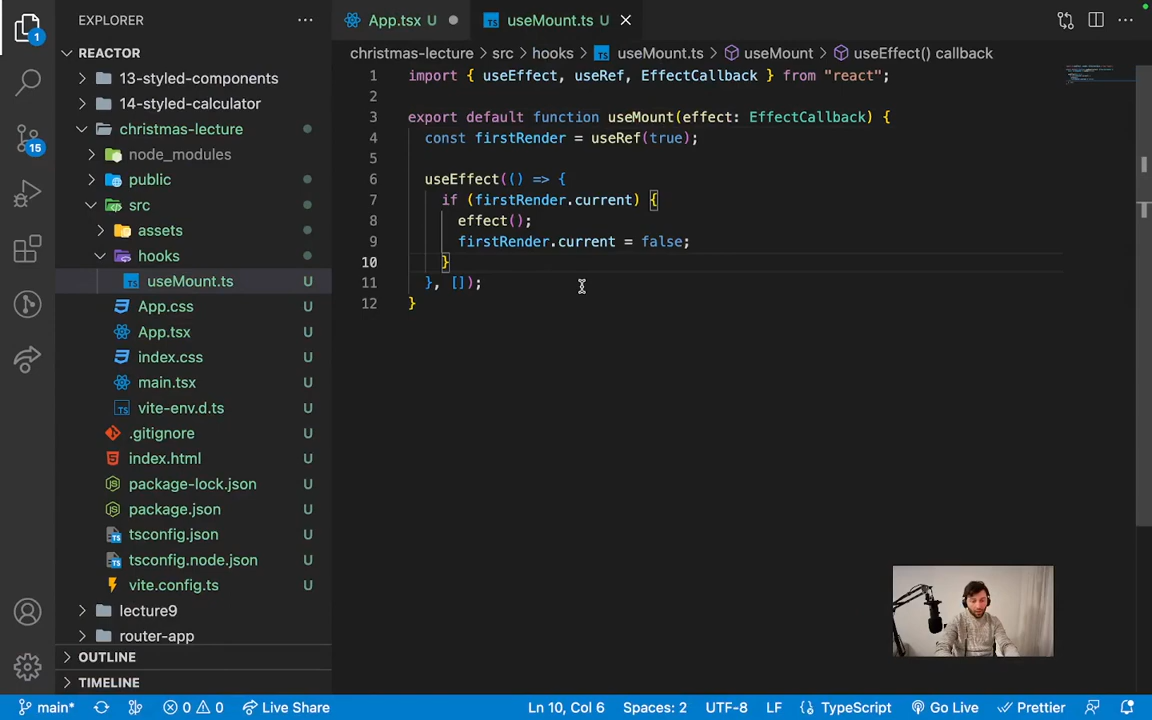 EXPLORER
REACTOR
13-styled-components
14-styled-calculator
christmas-lecture
node_modules
public
src
assets
hooks
useMount.ts U
App.css U
App.tsx U
index.css U
main.tsx U
vite-env.d.ts U
.gitignore U
index.html U
package-lock.json U
package.json U
tsconfig.json U
tsconfig.node.json U
vite.config.ts U
lecture9
router-app
OUTLINE
TIMELINE
1
15
App.tsx U
TS useMount.ts U
christmas-lecture > src > hooks > TS useMount.ts > useMount > useEffect() callback
1 import { useEffect, useRef, EffectCallback } from "react";
2
3 export default function useMount(effect: EffectCallback) {
4 const firstRender = useRef(true);
5
6 useEffect(() => {
7 if (firstRender.current) {
8 effect();
9 firstRender.current = false;
10 }
11 }, []);
12 }
main* 0 0 Live Share Ln 10, Col 6 Spaces: 2 UTF-8 LF {} TypeScript Go Live Prettier